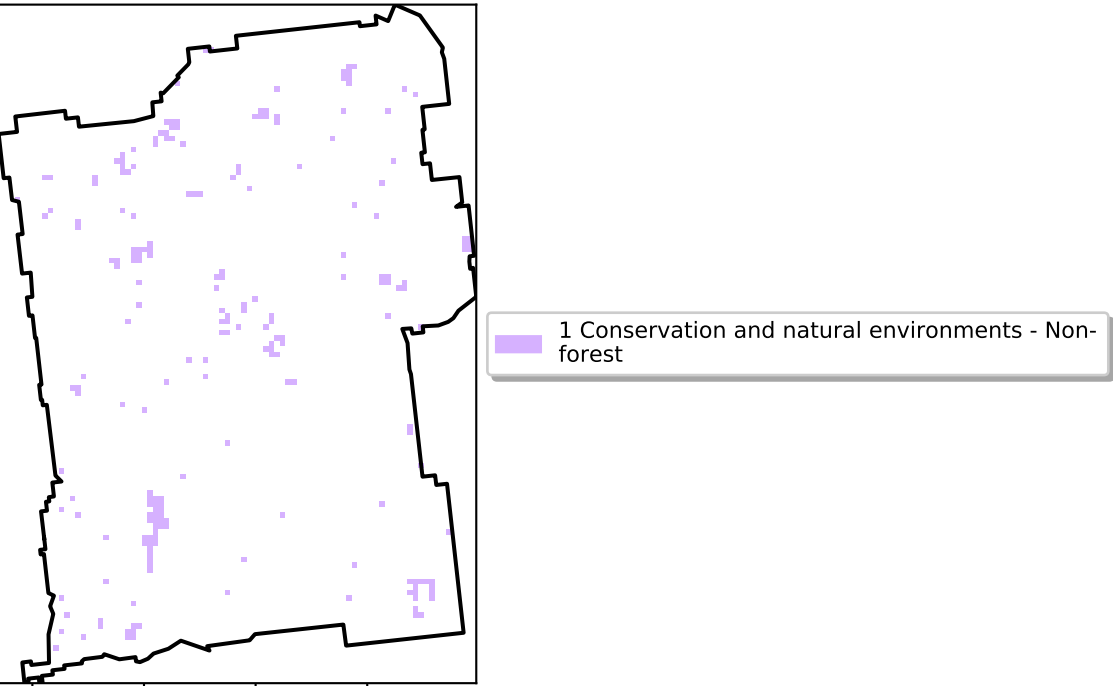 1 Conservation and natural environments - Non-
forest